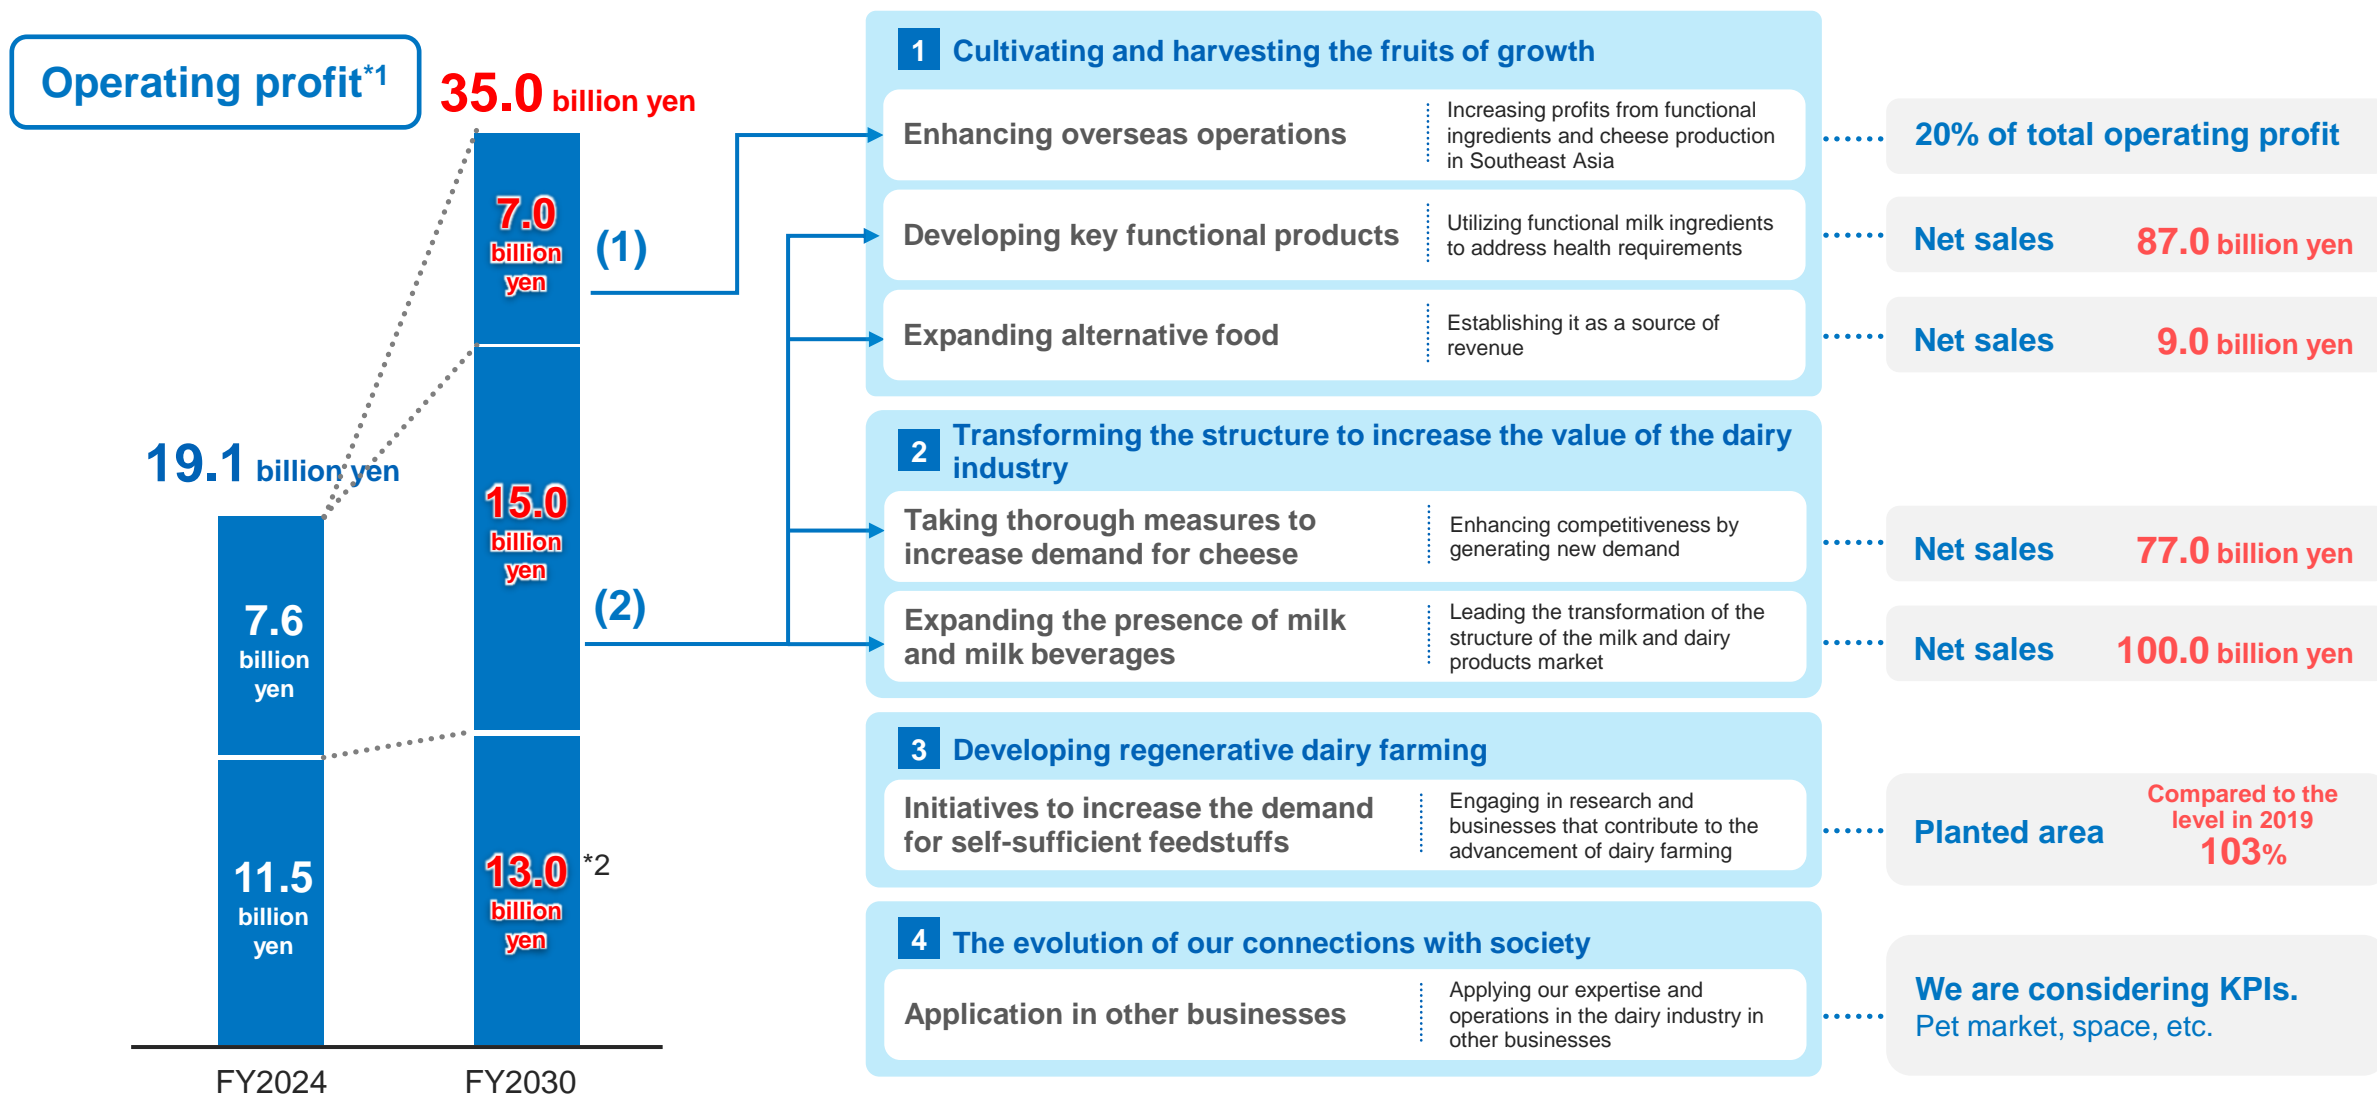 Operating profit*1
35.0 billion yen
7.0
billion
yen
(1)
19.1 billion yen
15.0
billion
yen
(2)
7.6
billion
yen
11.5
billion
yen
13.0
billion
yen
*2
FY2024
FY2030
1 Cultivating and harvesting the fruits of growth
Enhancing overseas operations
Increasing profits from functional
ingredients and cheese production
in Southeast Asia
20% of total operating profit
Developing key functional products
Utilizing functional milk ingredients
to address health requirements
Net sales 87.0 billion yen
Expanding alternative food
Establishing it as a source of
revenue
Net sales 9.0 billion yen
2 Transforming the structure to increase the value of the dairy
industry
Taking thorough measures to
increase demand for cheese
Enhancing competitiveness by
generating new demand
Net sales 77.0 billion yen
Expanding the presence of milk
and milk beverages
Leading the transformation of the
structure of the milk and dairy
products market
Net sales 100.0 billion yen
3 Developing regenerative dairy farming
Initiatives to increase the demand
for self-sufficient feedstuffs
Engaging in research and
businesses that contribute to the
advancement of dairy farming
Planted area
Compared to the
level in 2019
103%
4 The evolution of our connections with society
Application in other businesses
Applying our expertise and
operations in the dairy industry in
other businesses
We are considering KPIs.
Pet market, space, etc.